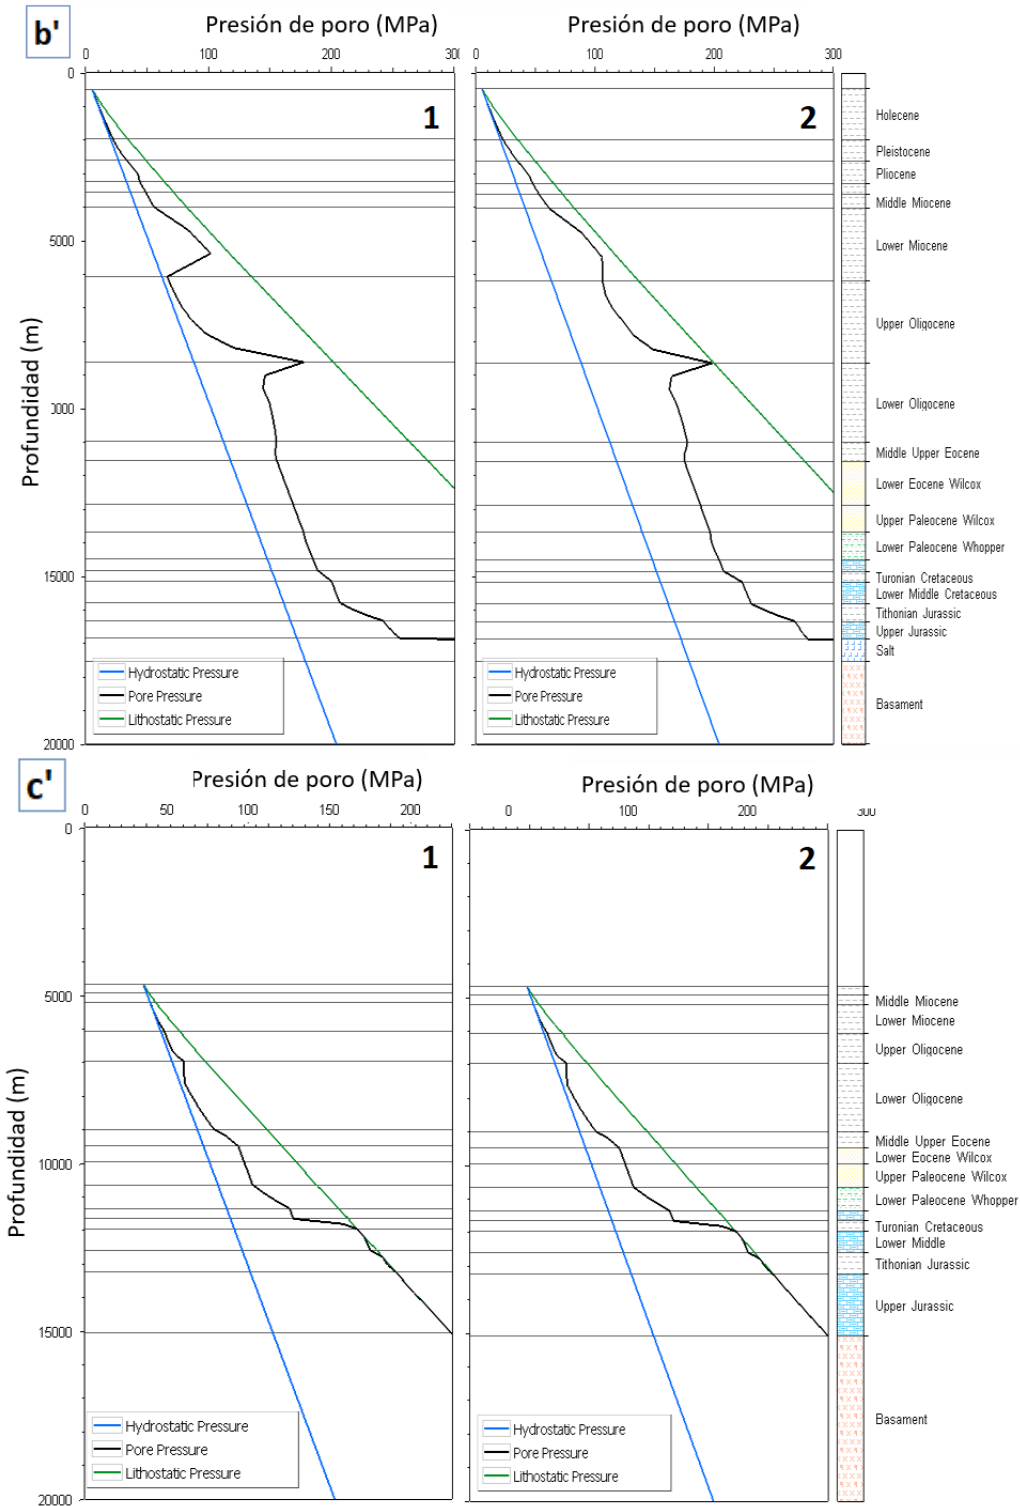 b'
Presión de poro (MPa)
Presión de poro (MPa)
0 100 200 30
0 100 200 300
1
2
0
5000
0000
15000
20000
Profundidad (m)
Hydrostatic Pressure
Pore Pressure
Lithostatic Pressure
Hydrostatic Pressure
Pore Pressure
Lithostatic Pressure
Holecene
Pleistocene
Pliocene
Middle Miocene
Lower Miocene
Upper Oligocene
Lower Oligocene
Middle Upper Eocene
Lower Eocene Wilcox
Upper Paleocene Wilcox
Lower Paleocene Whopper
Turonian Cretaceous
Lower Middle Cretaceous
Tithonian Jurassic
Upper Jurassic
Salt
Basament
c'
Presión de poro (MPa)
Presión de poro (MPa)
0 50 100 150 200
0 100 200
1
2
0
5000
10000
15000
20000
Profundidad (m)
Hydrostatic Pressure
Pore Pressure
Lithostatic Pressure
Hydrostatic Pressure
Pore Pressure
Lithostatic Pressure
Middle Miocene
Lower Miocene
Upper Oligocene
Lower Oligocene
Middle Upper Eocene
Lower Eocene Wilcox
Upper Paleocene Wilcox
Lower Paleocene Whopper
Turonian Cretaceous
Lower Middle
Tithonian Jurassic
Upper Jurassic
Basament